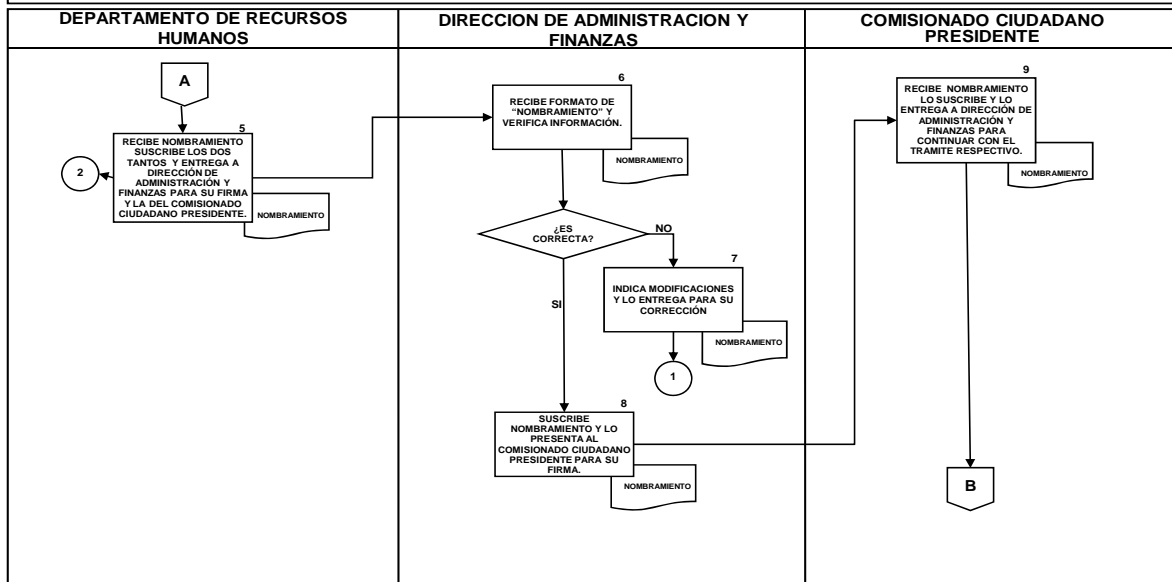 DEPARTAMENTO DE RECURSOS
HUMANOS
A
5
RECIBE NOMBRAMIENTO
SUSCRIBE LOS DOS
TANTOS Y ENTREGA A
DIRECCIÓN DE
ADMINISTRACIÓN Y
FINANZAS PARA SU FIRMA
Y LA DEL COMISIONADO
CIUDADANO PRESIDENTE.
2
NOMBRAMIENTO
DIRECCION DE ADMINISTRACION Y
FINANZAS
6
RECIBE FORMATO DE
“NOMBRAMIENTO” Y
VERIFICA INFORMACIÓN.
NOMBRAMIENTO
¿ES
CORRECTA?
NO
SI
7
INDICA MODIFICACIONES
Y LO ENTREGA PARA SU
CORRECCIÓN
NOMBRAMIENTO
1
8
SUSCRIBE
NOMBRAMIENTO Y LO
PRESENTA AL
COMISIONADO CIUDADANO
PRESIDENTE PARA SU
FIRMA.
NOMBRAMIENTO
COMISIONADO CIUDADANO
PRESIDENTE
9
RECIBE NOMBRAMIENTO
LO SUSCRIBE Y LO
ENTREGA A DIRECCIÓN DE
ADMINISTRACIÓN Y
FINANZAS PARA
CONTINUAR CON EL
TRAMITE RESPECTIVO.
NOMBRAMIENTO
B